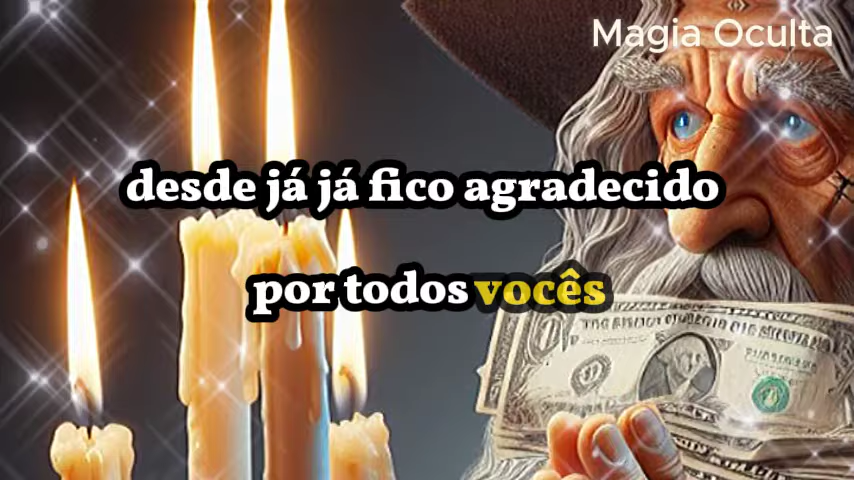 Magia Oculta
desde já já fico agradecido
por todos vocês